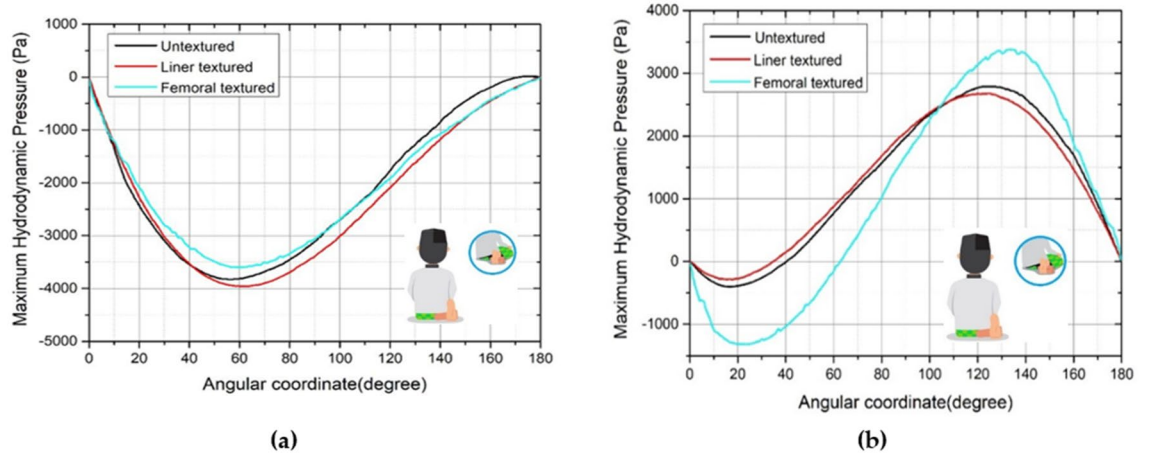 Maximum Hydrodynamic Pressure (Pa)
1000
0
-1000
-2000
-3000
-4000
-5000
Untextured
Liner textured
Femoral textured
0 20 40 60 80 100 120 140 160 180
Angular coordinate(degree)
(a)
Maximum Hydrodynamic Pressure (Pa)
4000
3000
2000
1000
0
-1000
Untextured
Liner textured
Femoral textured
0 20 40 60 80 100 120 140 160 180
Angular coordinate(degree)
(b)